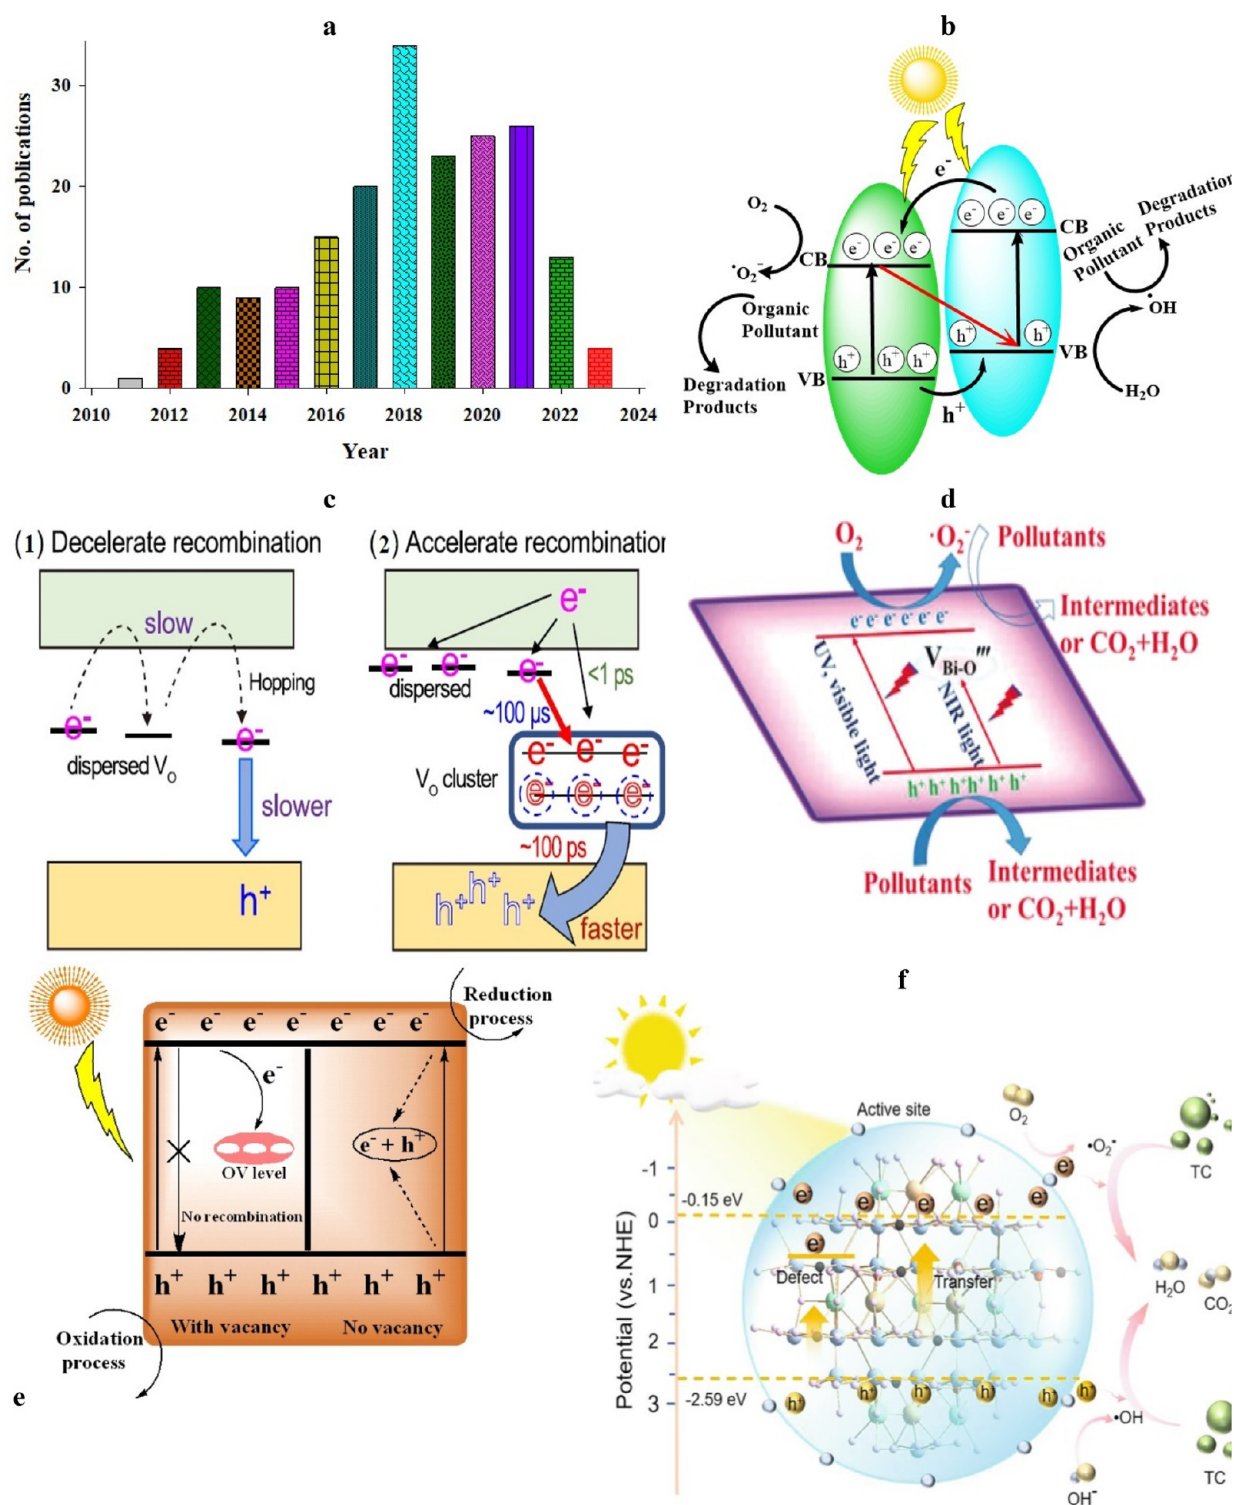 a
No. of poblications
30
20
10
0
2010
2012
2014
2016
2018
2020
2022
2024
Year
b
e⁻
O₂
e⁻ e⁻ e⁻
CB
Organic Pollutant
Degradation Products
e⁻ e⁻ e⁻
CB
·O₂⁻
Organic
Pollutant
h⁺ h⁺
·OH
VB
h⁺ h⁺ h⁺
Degradation
Products
VB
h⁺
H₂O
c
(1) Decelerate recombination
slow
Hopping
e⁻
e⁻
dispersed Vₒ
slower
h⁺
(2) Accelerate recombination
e⁻
e⁻ e⁻ e⁻
dispersed
<1 ps
~100 µs
e⁻ e⁻ e⁻
Vₒ cluster
e⁻ e⁻ e⁻
~100 ps
h⁺ h⁺ h⁺
faster
d
O₂
·O₂⁻
Pollutants
Intermediates
or CO₂+H₂O
e⁻ e⁻ e⁻ e⁻ e⁻ e⁻
V Bi-O‴
UV, visible light
NIR light
h⁺ h⁺ h⁺ h⁺ h⁺ h⁺
Pollutants
Intermediates
or CO₂+H₂O
Reduction
process
e⁻ e⁻ e⁻ e⁻ e⁻ e⁻ e⁻
e⁻
e⁻ + h⁺
OV level
No recombination
h⁺ h⁺ h⁺ h⁺ h⁺ h⁺
With vacancy
No vacancy
Oxidation
process
e
f
Active site
O₂
•O₂⁻
TC
e⁻
Potential (vs.NHE)
-1
0
1
2
3
-0.15 eV
e⁻ e⁻ e⁻ e⁻ e⁻
e⁻
Defect
Transfer
H₂O
CO₂
-2.59 eV
h⁺ h⁺ h⁺ h⁺ h⁺ h⁺
•OH
OH⁻
TC